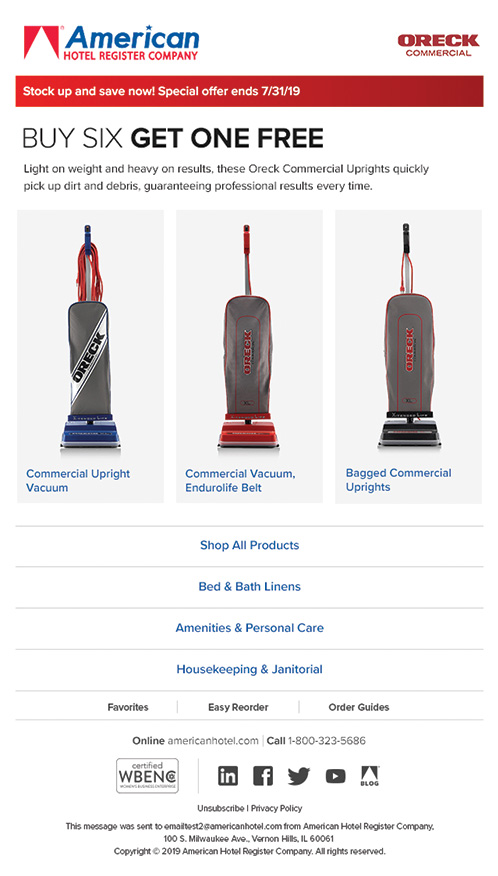 American
HOTEL REGISTER COMPANY
ORECK
COMMERCIAL
Stock up and save now! Special offer ends 7/31/19
BUY SIX GET ONE FREE
Light on weight and heavy on results, these Oreck Commercial Uprights quickly
pick up dirt and debris, guaranteeing professional results every time.
ORECK
ORECK
XL
ORECK
XL
Commercial Upright
Vacuum
Commercial Vacuum,
Endurolife Belt
Bagged Commercial
Uprights
Shop All Products
Bed & Bath Linens
Amenities & Personal Care
Housekeeping & Janitorial
Favorites
Easy Reorder
Order Guides
Online americanhotel.com | Call 1-800-323-5686
certified
WBENC
WOMEN'S BUSINESS ENTERPRISE
in
f
BLOG
Unsubscribe | Privacy Policy
This message was sent to emailtest2@americanhotel.com from American Hotel Register Company,
100 S. Milwaukee Ave., Vernon Hills, IL 60061
Copyright © 2019 American Hotel Register Company. All rights reserved.